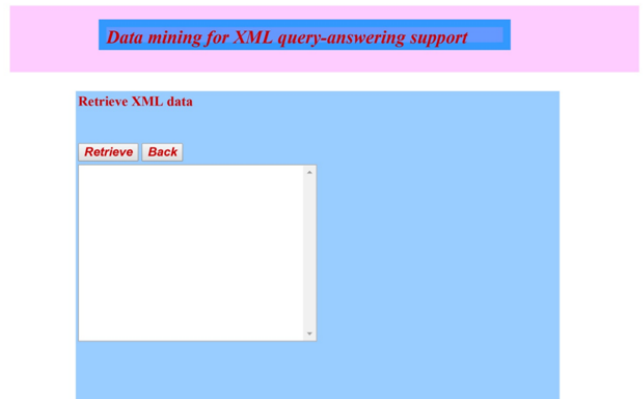 Data mining for XML query-answering support
Retrieve XML data
Retrieve Back